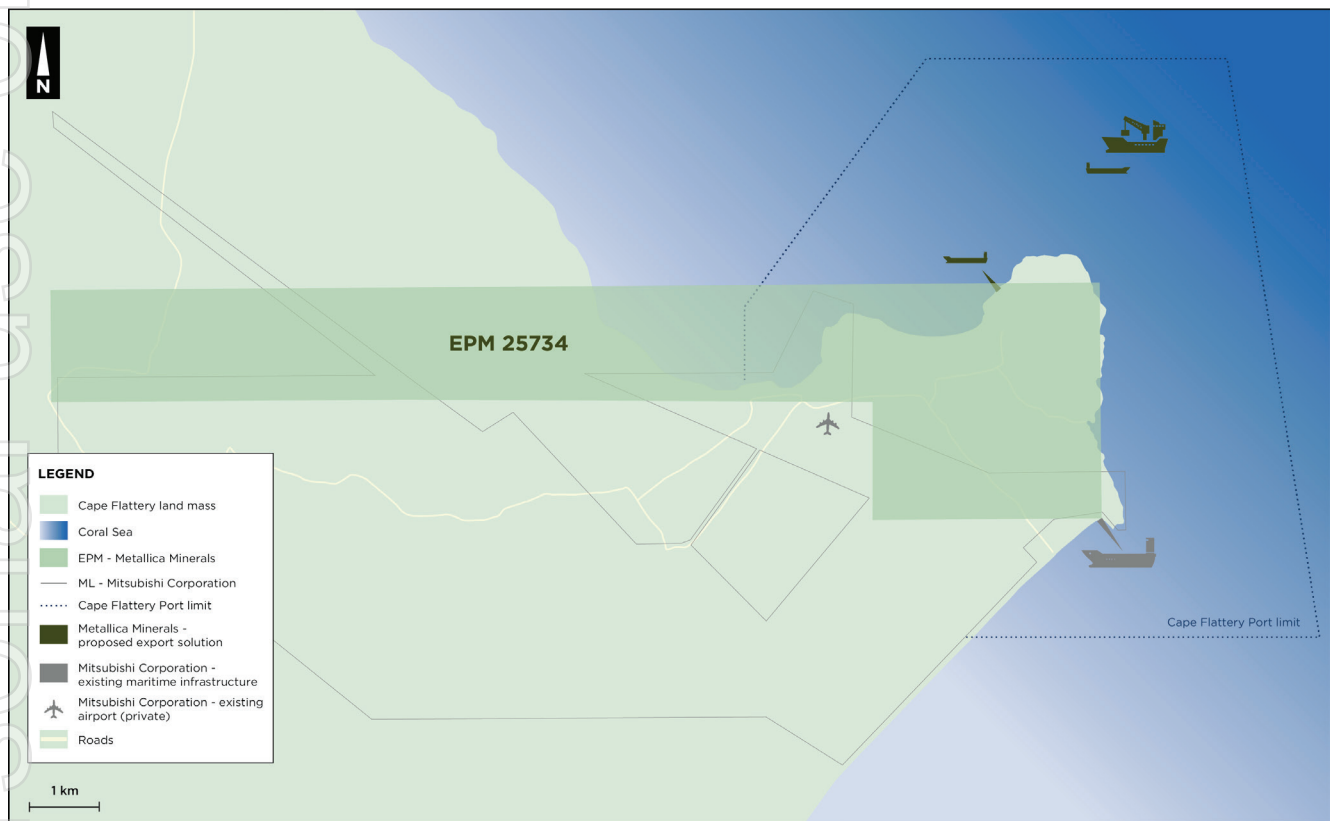 N
EPM 25734
LEGEND
Cape Flattery land mass
Coral Sea
EPM - Metallica Minerals
ML - Mitsubishi Corporation
Cape Flattery Port limit
Metallica Minerals -
proposed export solution
Mitsubishi Corporation -
existing maritime infrastructure
Mitsubishi Corporation - existing
airport (private)
Roads
1 km
Cape Flattery Port limit